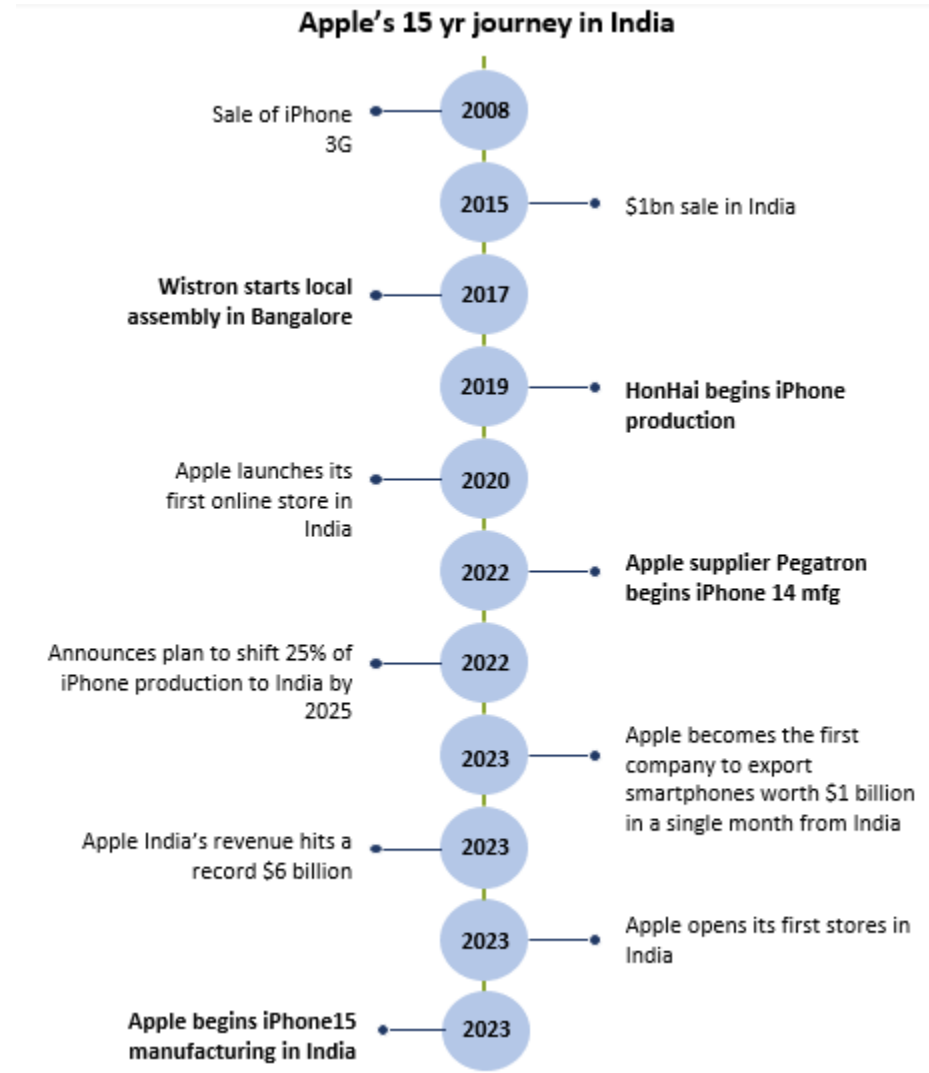 Apple’s 15 yr journey in India
2008
Sale of iPhone
3G
2015
$1bn sale in India
2017
Wistron starts local
assembly in Bangalore
2019
HonHai begins iPhone
production
2020
Apple launches its
first online store in
India
2022
Apple supplier Pegatron
begins iPhone 14 mfg
2022
Announces plan to shift 25% of
iPhone production to India by
2025
2023
Apple becomes the first
company to export
smartphones worth $1 billion
in a single month from India
2023
Apple India’s revenue hits a
record $6 billion
2023
Apple opens its first stores in
India
2023
Apple begins iPhone15
manufacturing in India